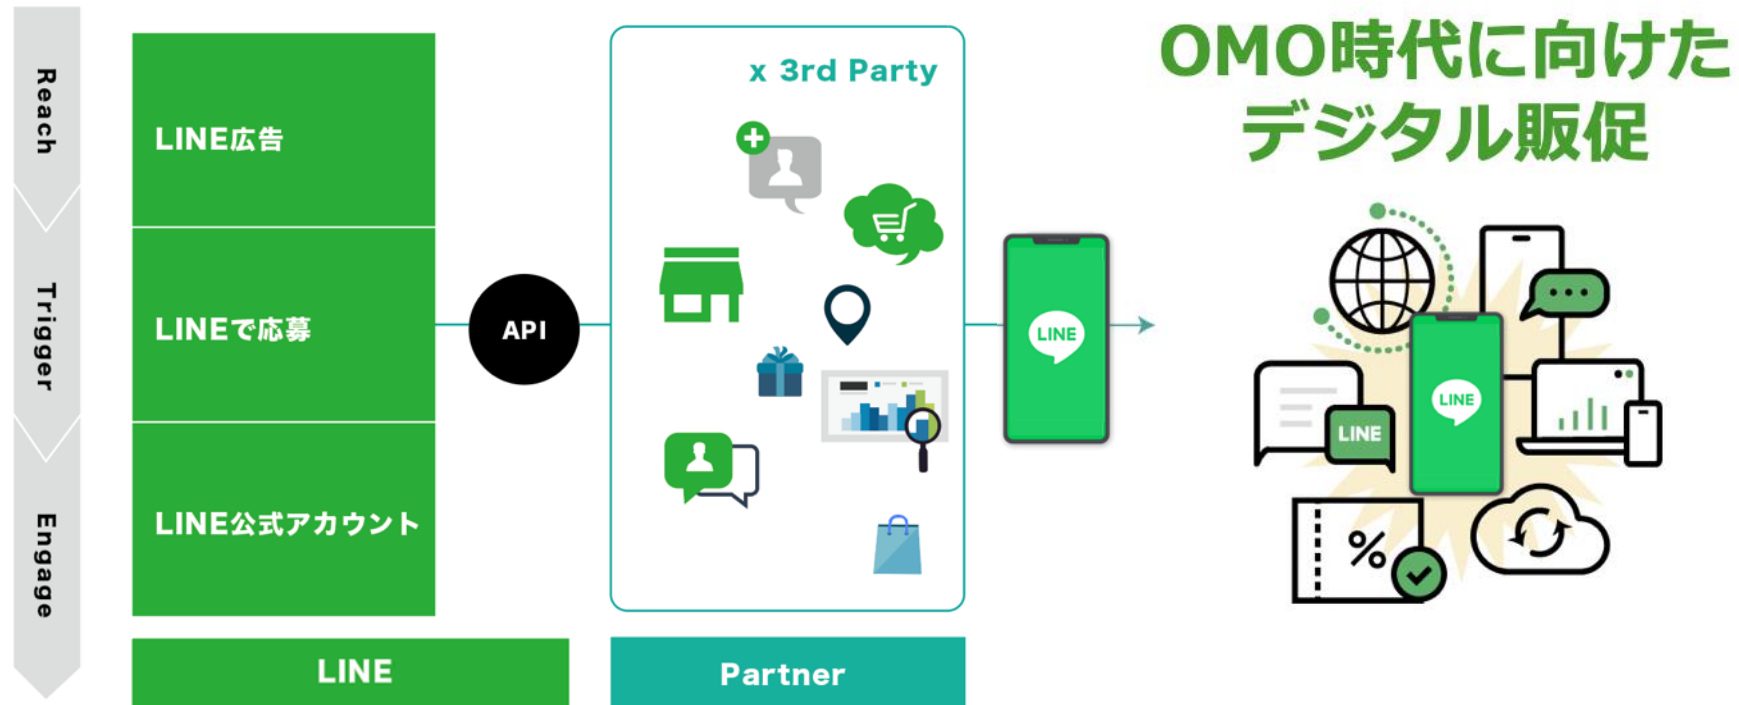 Reach
Trigger
Engage
LINE広告
LINEで応募
LINE公式アカウント
LINE
API
x 3rd Party
Partner
LINE
OMO時代に向けた
デジタル販促
LINE
LINE
%